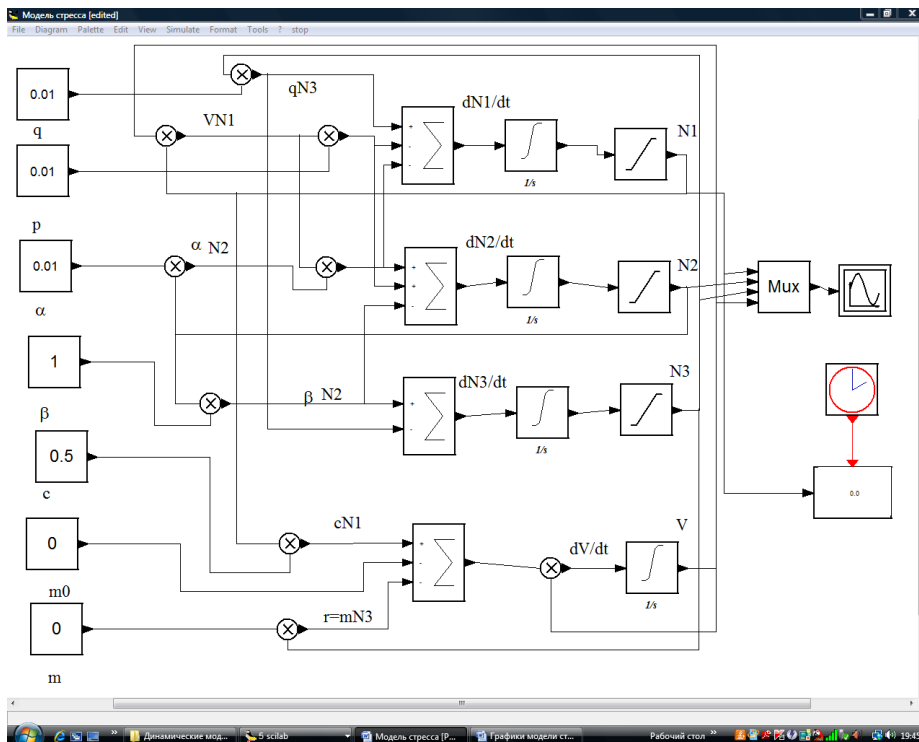 Модель стресса [edited]
File Diagram Palette Edit View Simulate Format Tools ? stop
0.01
q
qN3
VN1
dN1/dt
+
-
-
1/s
N1
0.01
p
0.01
α
α N2
dN2/dt
+
+
-
1/s
N2
Mux
1
β
β N2
dN3/dt
+
-
1/s
N3
0.5
c
cN1
0.0
0
m0
+
-
-
dV/dt
V
1/s
r=mN3
0
m
Динамические мод...
5 scilab
Модель стресса [Р...
Графики модели ст...
Рабочий стол